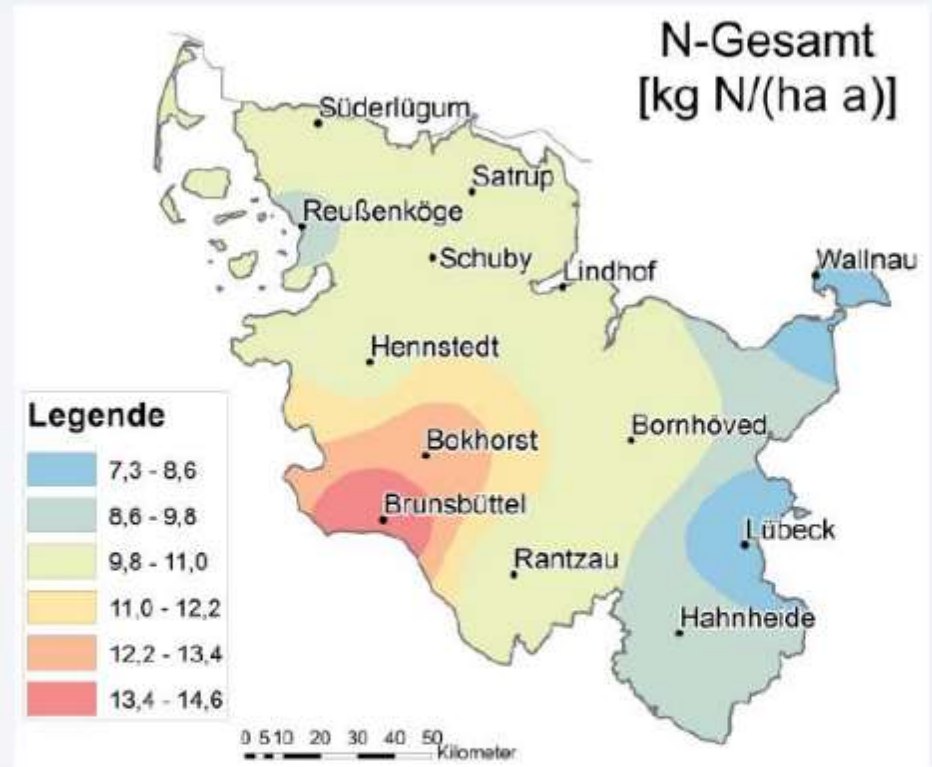 N-Gesamt
[kg N/(ha a)]
Süderlügum
Satrup
Reußenköge
Schuby
Lindhof
Wallnau
Hennstedt
Bornhöved
Bokhorst
Brunsbüttel
Lübeck
Rantzau
Hahnheide
Legende
7,3 - 8,6
8,6 - 9,8
9,8 - 11,0
11,0 - 12,2
12,2 - 13,4
13,4 - 14,6
0 5 10 20 30 40 50
Kilometer